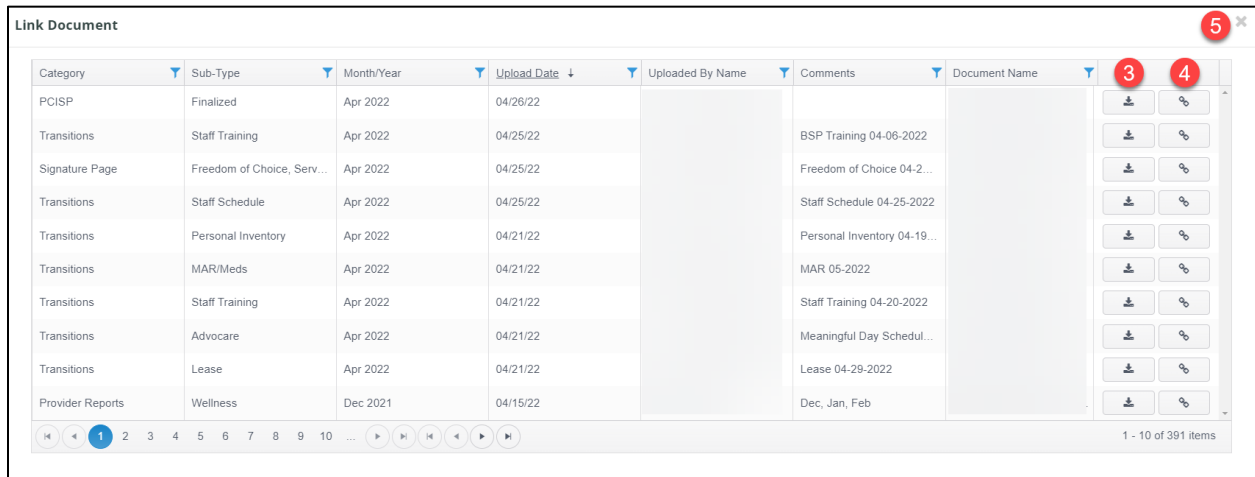 Link Document
5
Category Sub-Type Month/Year Upload Date Uploaded By Name Comments Document Name 3 4
PCISP Finalized Apr 2022 04/26/22
Transitions Staff Training Apr 2022 04/25/22 BSP Training 04-06-2022
Signature Page Freedom of Choice, Serv... Apr 2022 04/25/22 Freedom of Choice 04-2...
Transitions Staff Schedule Apr 2022 04/25/22 Staff Schedule 04-25-2022
Transitions Personal Inventory Apr 2022 04/21/22 Personal Inventory 04-19...
Transitions MAR/Meds Apr 2022 04/21/22 MAR 05-2022
Transitions Staff Training Apr 2022 04/21/22 Staff Training 04-20-2022
Transitions Advocare Apr 2022 04/21/22 Meaningful Day Schedul...
Transitions Lease Apr 2022 04/21/22 Lease 04-29-2022
Provider Reports Wellness Dec 2021 04/15/22 Dec, Jan, Feb
1 2 3 4 5 6 7 8 9 10 ... 1 - 10 of 391 items